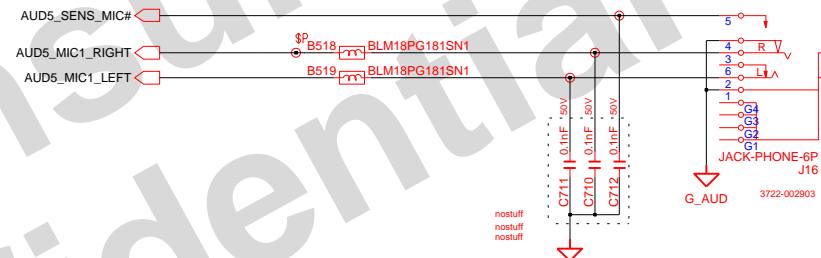 AUD5_SENS_MIC#
5
$P
B518 BLM18PG181SN1
AUD5_MIC1_RIGHT
4 R
3
B519 BLM18PG181SN1
AUD5_MIC1_LEFT
6 L
2
1
G4
G3
G2
G1
50V 50V 50V
0.1nF 0.1nF 0.1nF
C711 C710 C712
JACK-PHONE-6P
J16
3722-002903
G_AUD
nostuff
nostuff
nostuff